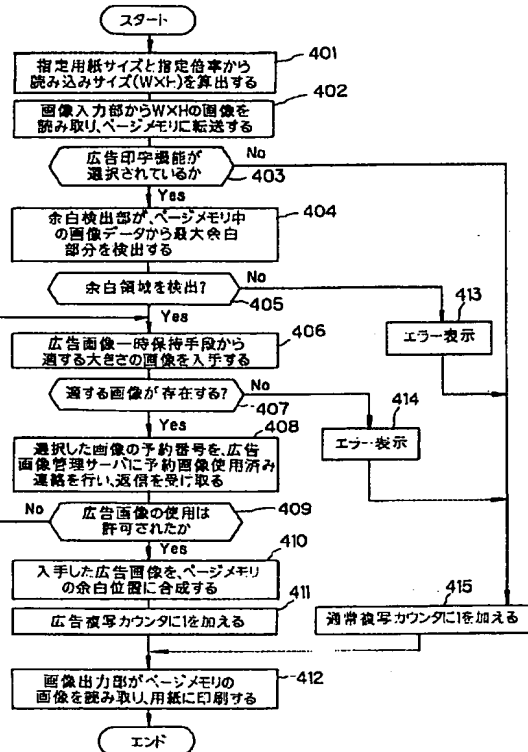 スタート
指定用紙サイズと指定倍率から
読み込みサイズ(W×H)を算出する
401
画像入力部からW×Hの画像を
読み取り、ページメモリに転送する
402
広告印字機能が
選択されているか
403
No
Yes
余白検出部が、ページメモリ中
の画像データから最大余白
部分を検出する
404
余白領域を検出?
405
No
Yes
413
エラー表示
広告画像一時保持手段から
適する大きさの画像を入手する
406
適する画像が存在する?
407
No
Yes
414
エラー表示
選択した画像の予約番号を、広告
画像管理サーバに予約画像使用済み
連絡を行い、返信を受け取る
408
広告画像の使用は
許可されたか
409
No
Yes
入手した広告画像を、ページメモリ
の余白位置に合成する
410
広告複写カウンタに1を加える
411
通常複写カウンタに1を加える
415
画像出力部がページメモリの
画像を読み取り、用紙に印刷する
412
エンド